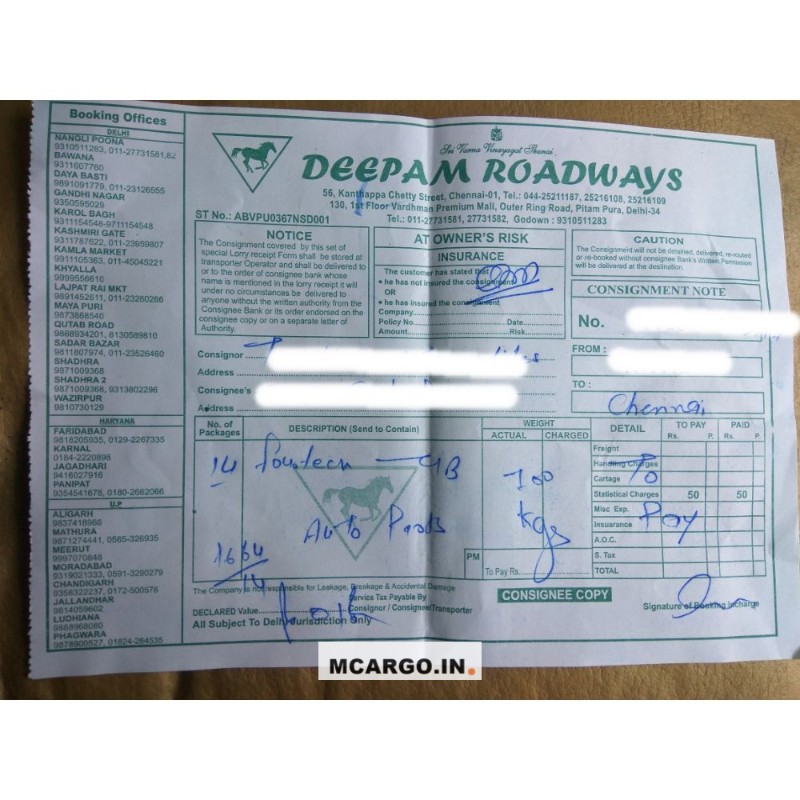 Booking Offices
DELHI
NANGLI POONA
9310511283, 011-27731581,82
BAWANA
9311007760
DAYA BASTI
9891091779, 011-23126555
GANDHI NAGAR
9350595029
KAROL BAGH
9311154548-9711154548
KASHMIRI GATE
9311787622, 011-23659807
KAMLA MARKET
9911105363, 011-45045221
KHYALLA
9999556616
LAJPAT RAI MKT
9891452611, 011-23260266
MAYA PURI
9873868540
QUTAB ROAD
9868934201, 8130589810
SADAR BAZAR
9811807974, 011-23526460
SHADHRA
9871009368
SHADHRA 2
9871009368, 9313802296
WAZIRPUR
9810730129
HARYANA
FARIDABAD
9818205935, 0129-2267335
KARNAL
0184-2220898
JAGADHARI
9416027916
PANIPAT
9354541678, 0180-2662066
U.P
ALIGARH
9837418966
MATHURA
9871274441, 0565-326935
MEERUT
9997070848
MORADABAD
9319021333, 0591-3290279
CHANDIGARH
9356322237, 0172-500576
JALLANDHAR
9814059602
LUDHIANA
9888968080
PHAGWARA
9878900527, 01824-264535
Sri Varma Vinayagat Thunai
DEEPAM ROADWAYS
56, Kanthappa Chetty Street, Chennai-01, Tel.: 044-25211187, 25216108, 25216109
130, 1st Floor Vardhman Premium Mall, Outer Ring Road, Pitam Pura, Delhi-34
ST No.: ABVPU0367NSD001
Tel.: 011-27731581, 27731582, Godown : 9310511283
NOTICE
The Consignment covered by this set of
special Lorry receipt Form shall be stored at
transporter Operator and shall be delivered to
or to the order of consignee bank whose
name is mentioned in the lorry receipt it will
under no circumstances be delivered to
anyone without the written authority from the
Consignee Bank or its order endorsed on the
consignee copy or on a separate letter of
Authority.
AT OWNER'S RISK
INSURANCE
The customer has stated that
• he has not insured the consignment
OR
• he has insured the consignment
Company
Policy No. Date
Amount Risk
CAUTION
The Consignment will not be detained, delivered, re-routed
or re-booked without consignee Bank's Written Permission
will be delivered at the destination.
CONSIGNMENT NOTE
No.
FROM :
TO :
Chennai
Consignor
Address
Consignee's
Address
No. of Packages
DESCRIPTION (Send to Contain)
WEIGHT
ACTUAL CHARGED
DETAIL
TO PAY
Rs. P.
PAID
Rs. P.
14
100
Kgs
Auto Parts
1664/14
Freight
Handling Charges
Cartage
Statistical Charges 50 50
Misc Exp.
Insurance
A.O.C.
S. Tax
TOTAL
To Pay
PM
To Pay Rs.
The Company is not responsible for Leakage, Breakage & Accidental Damage
Service Tax Payable By
DECLARED Value Consignor / Consignee/Transporter
All Subject To Delhi Jurisdiction Only
CONSIGNEE COPY
Signature of Booking Incharge
MCARGO.IN.